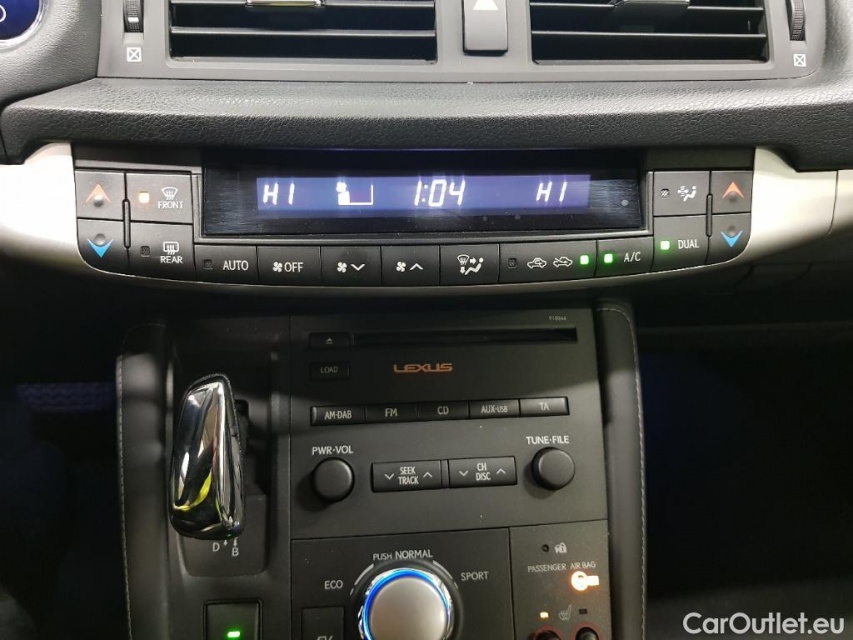 HI 1:04 HI
FRONT
REAR
AUTO OFF A/C DUAL
LOAD
LEXUS
AM·DAB FM CD AUX·USB TA
PWR·VOL TUNE·FILE
SEEK TRACK CH DISC
D B
PUSH NORMAL
ECO SPORT
PASSENGER AIR BAG
EV
CarOutlet.eu